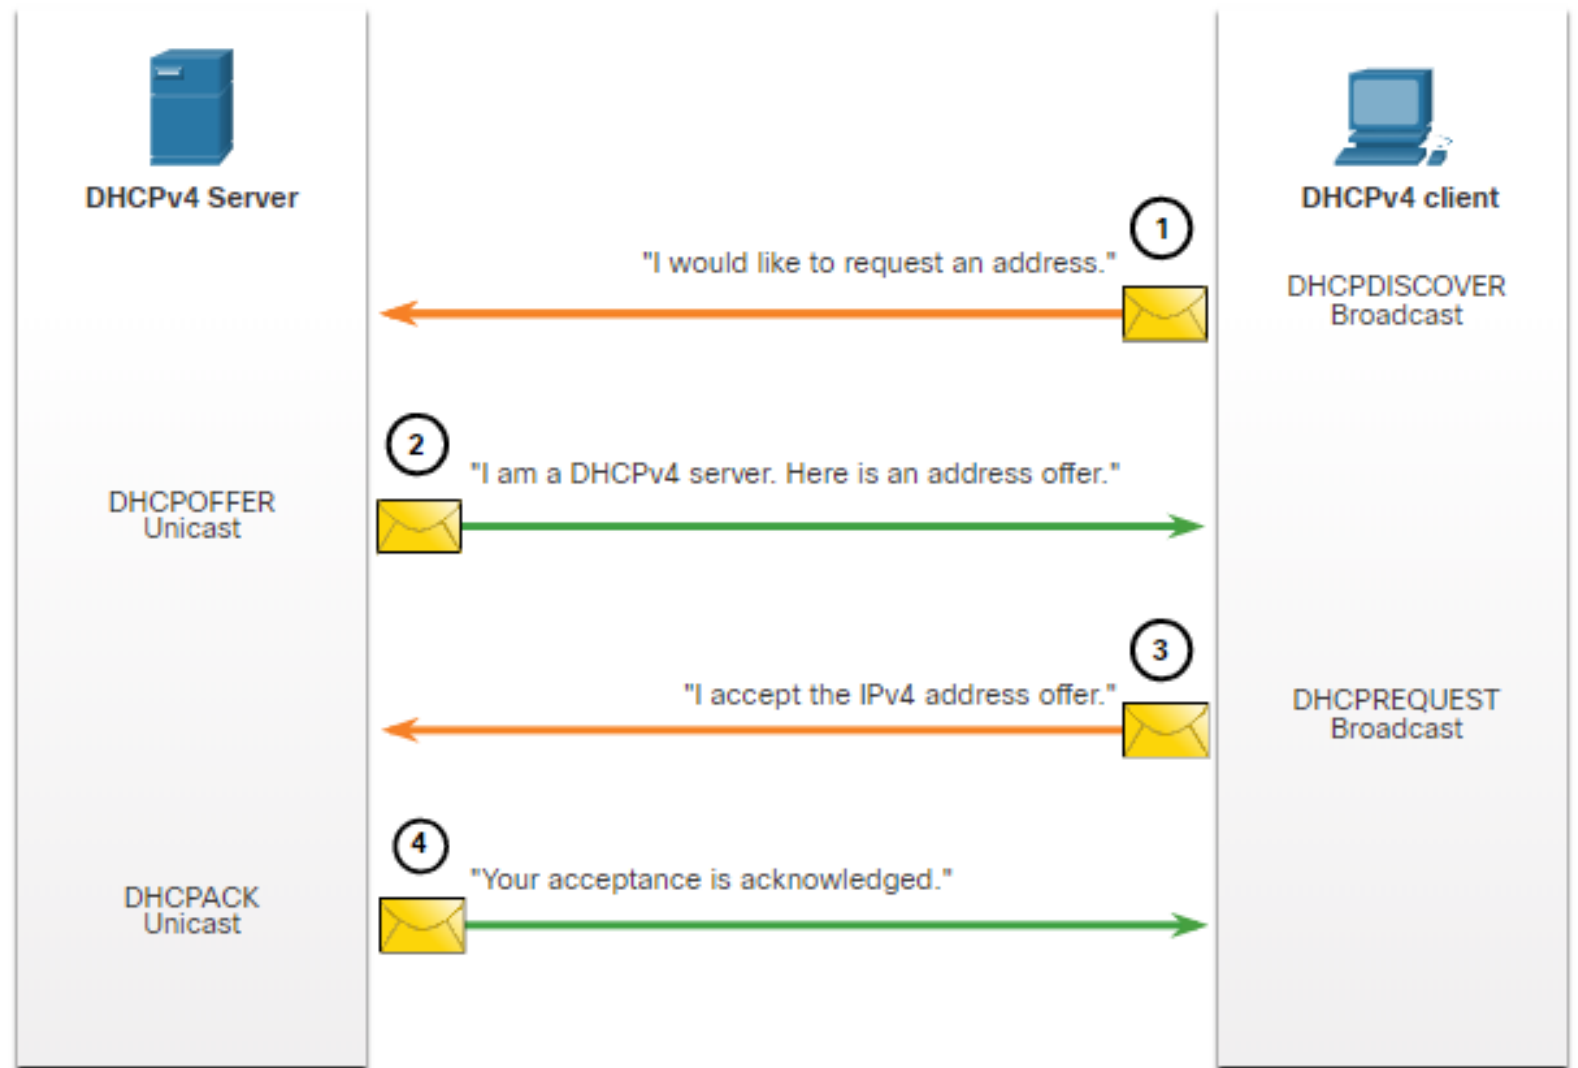 DHCPv4 Server
DHCPv4 client
1
"I would like to request an address."
DHCPDISCOVER
Broadcast
2
"I am a DHCPv4 server. Here is an address offer."
DHCPOFFER
Unicast
3
"I accept the IPv4 address offer."
DHCPREQUEST
Broadcast
4
"Your acceptance is acknowledged."
DHCPACK
Unicast